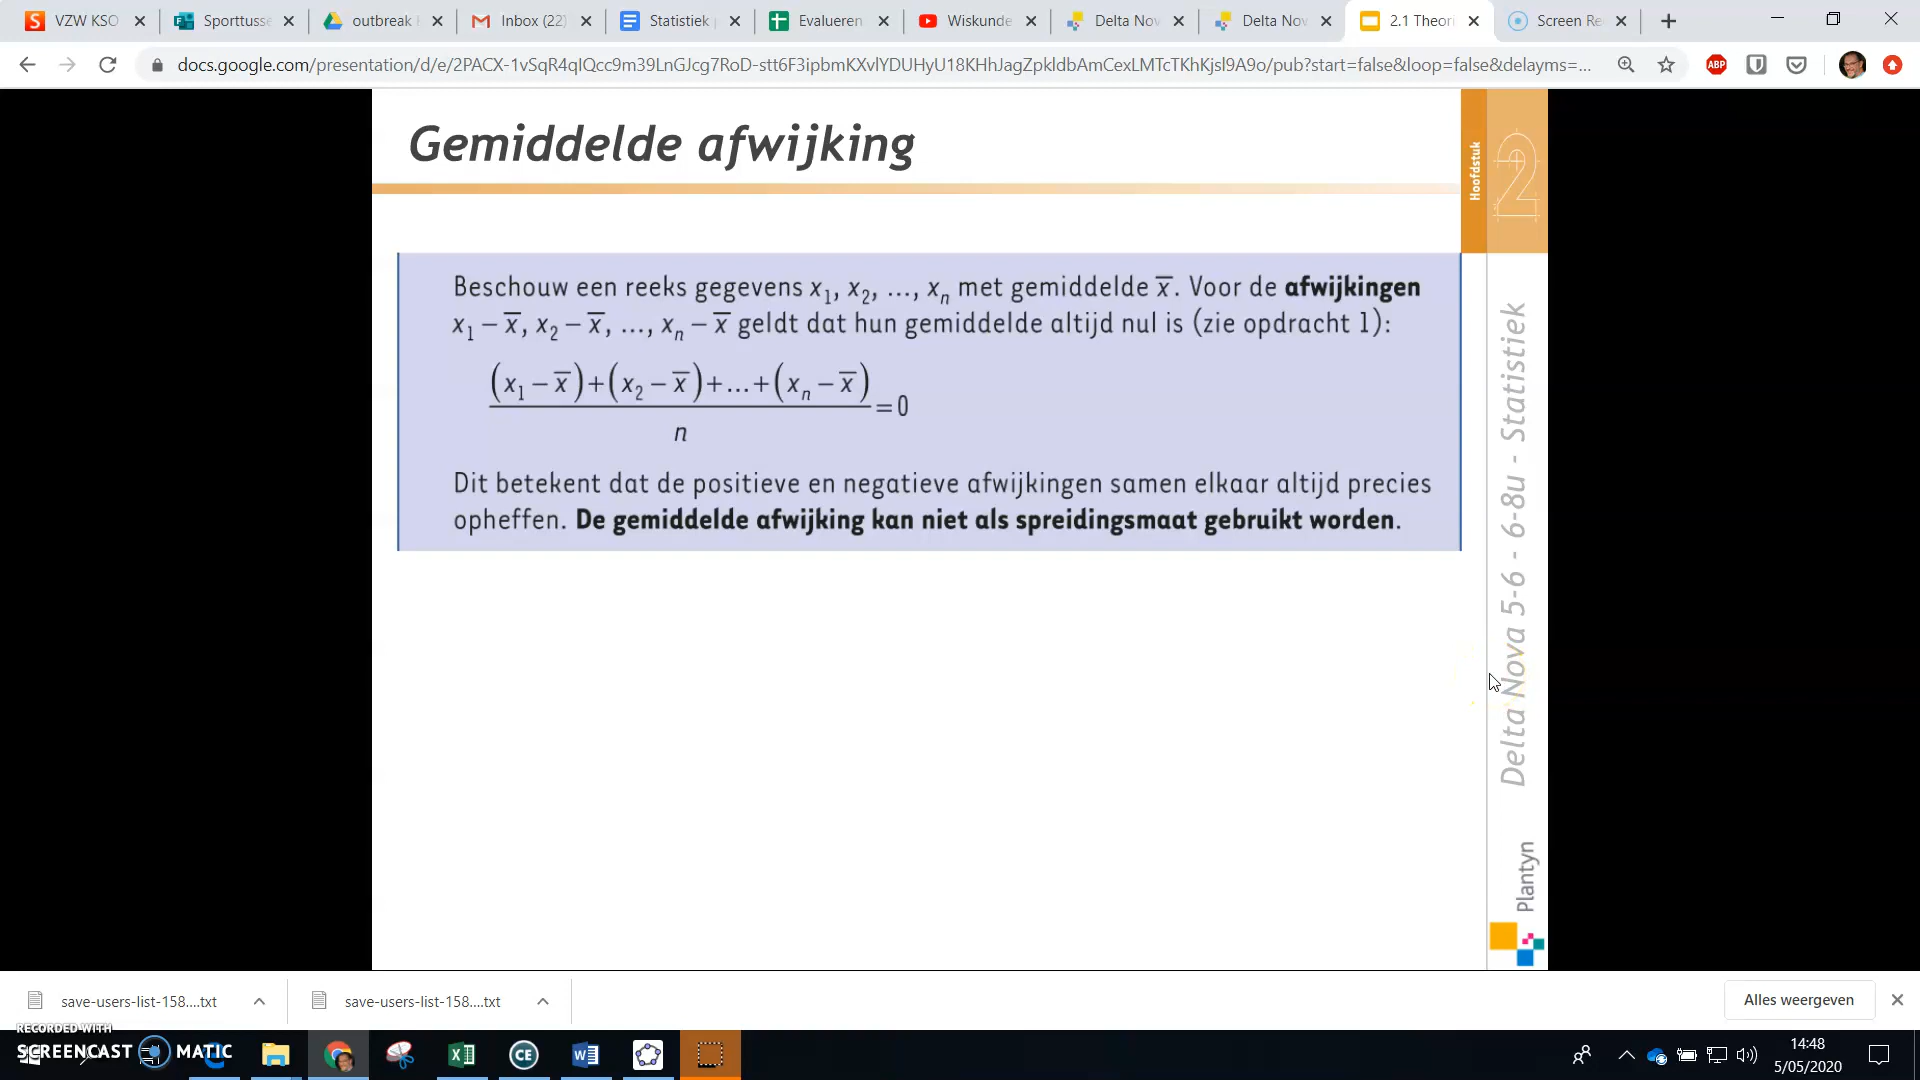 VZW KSO
Sporttusse
outbreak
Inbox (22)
Statistiek
Evalueren
Wiskunde
Delta Nov
Delta Nov
2.1 Theori
Screen Re
docs.google.com/presentation/d/e/2PACX-1vSqR4qIQcc9m39LnGJcg7RoD-stt6F3ipbmKXvlYDUHyU18KHhJagZpkldbAmCexLMTcTKhKjsl9A9o/pub?start=false&loop=false&delayms=...
ABP
Gemiddelde afwijking
Hoofdstuk
2
Beschouw een reeks gegevens x₁, x₂, ..., xₙ met gemiddelde x̅. Voor de afwijkingen
x₁ − x̅, x₂ − x̅, ..., xₙ − x̅ geldt dat hun gemiddelde altijd nul is (zie opdracht 1):
(x₁ − x̅)+(x₂ − x̅)+...+(xₙ − x̅)
=0
n
Dit betekent dat de positieve en negatieve afwijkingen samen elkaar altijd precies
opheffen. De gemiddelde afwijking kan niet als spreidingsmaat gebruikt worden.
Delta Nova 5-6 - 6-8u - Statistiek
Plantyn
save-users-list-158....txt
save-users-list-158....txt
Alles weergeven
RECORDED WITH
SCREENCAST MATIC
CE
14:48
5/05/2020